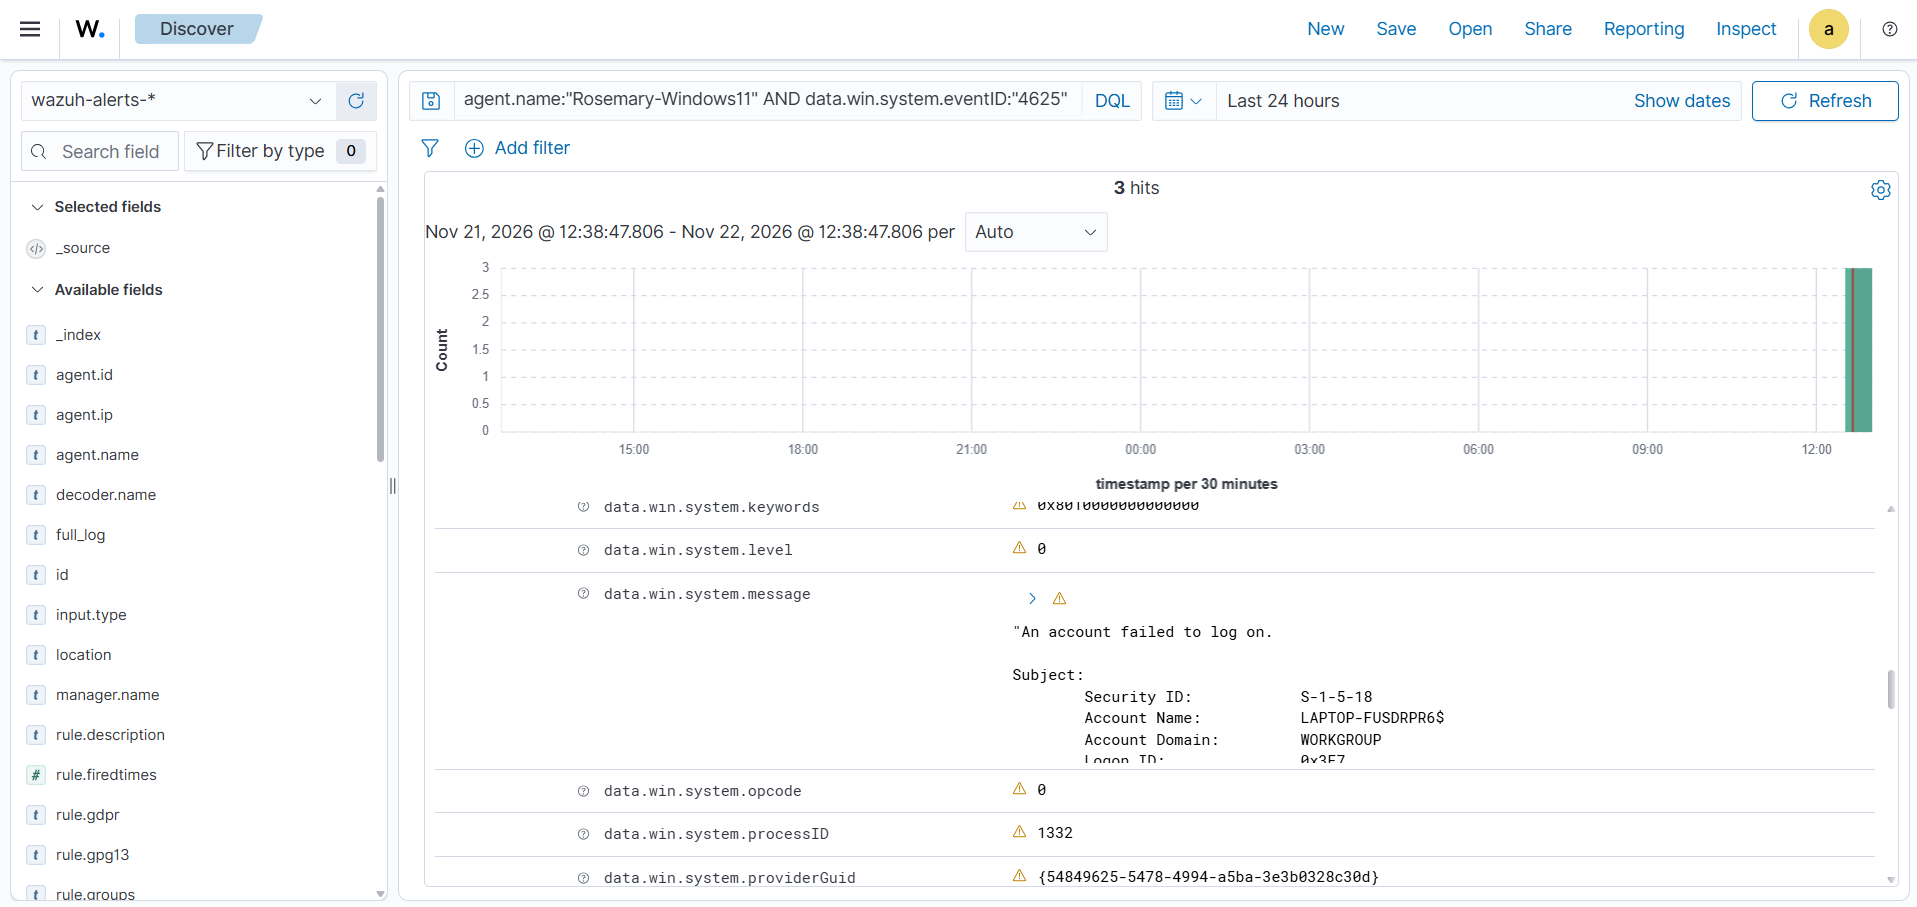 W.
Discover
New
Save
Open
Share
Reporting
Inspect
a
wazuh-alerts-*
agent.name:"Rosemary-Windows11" AND data.win.system.eventID:"4625"
DQL
Last 24 hours
Show dates
Refresh
Search field
Filter by type 0
Add filter
Selected fields
_source
Available fields
_index
agent.id
agent.ip
agent.name
decoder.name
full_log
id
input.type
location
manager.name
rule.description
rule.firedtimes
rule.gdpr
rule.gpg13
rule.groups
3 hits
Nov 21, 2026 @ 12:38:47.806 - Nov 22, 2026 @ 12:38:47.806 per
Auto
Count
3
2.5
2
1.5
1
0.5
0
15:00
18:00
21:00
00:00
03:00
06:00
09:00
12:00
timestamp per 30 minutes
data.win.system.keywords 0x8010000000000000
data.win.system.level 0
data.win.system.message
"An account failed to log on.
Subject:
Security ID: S-1-5-18
Account Name: LAPTOP-FUSDRPR6$
Account Domain: WORKGROUP
Logon ID: 0x3E7
data.win.system.opcode 0
data.win.system.processID 1332
data.win.system.providerGuid {54849625-5478-4994-a5ba-3e3b0328c30d}